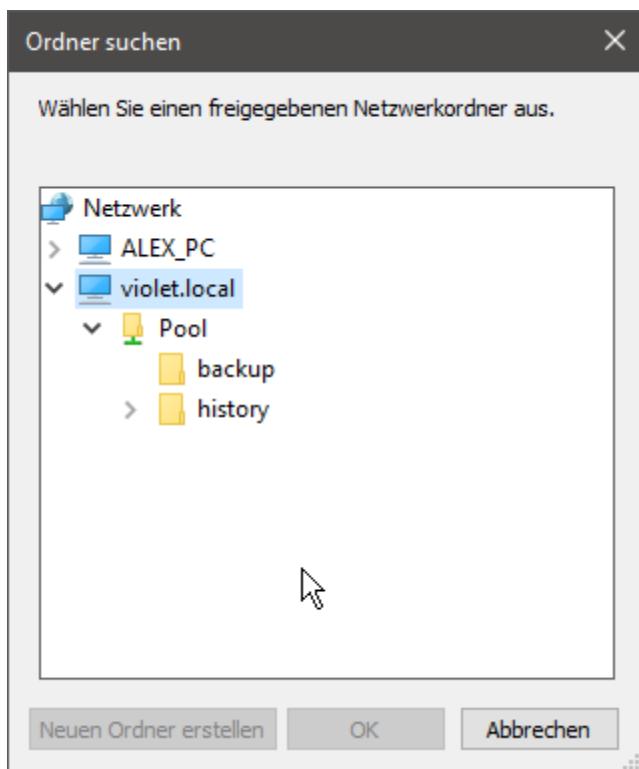 Ordner suchen
Wählen Sie einen freigegebenen Netzwerkordner aus.
Netzwerk
ALEX_PC
violet.local
Pool
backup
history
Neuen Ordner erstellen OK Abbrechen